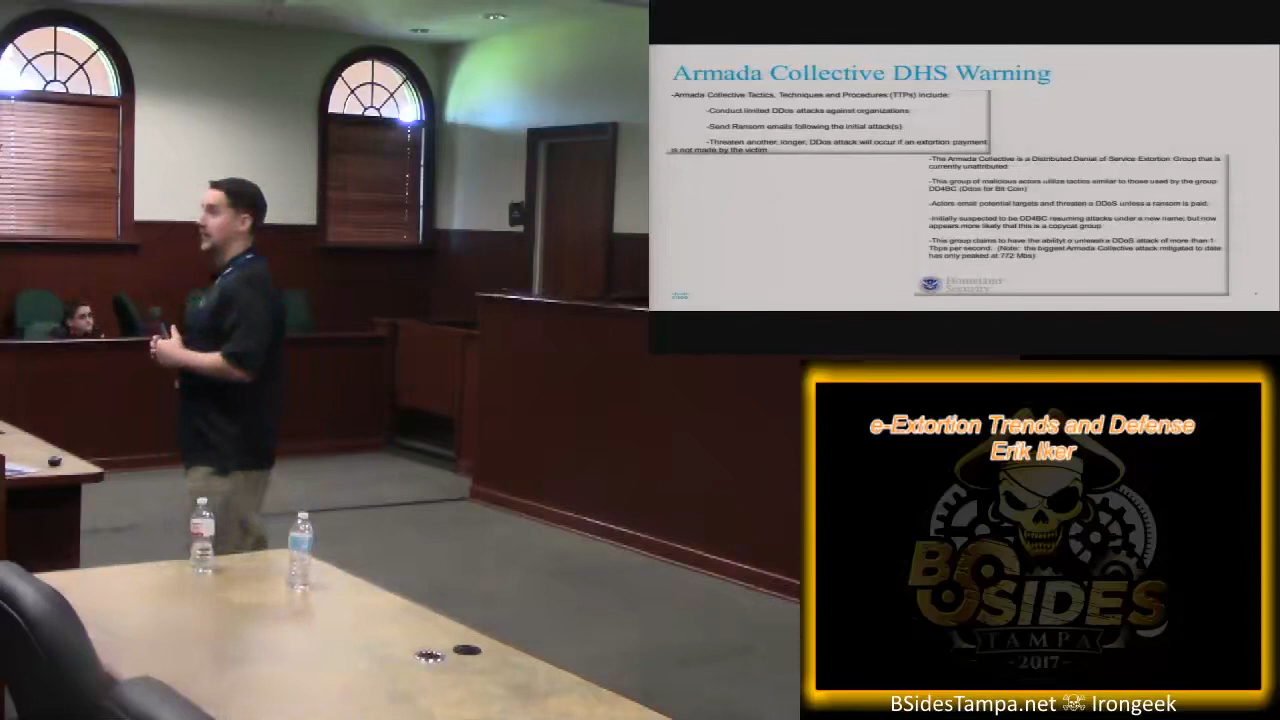 Armada Collective DHS Warning
-Armada Collective Tactics, Techniques and Procedures (TTPs) include:
-Conduct limited DDos attacks against organizations.
-Send Ransom emails following the initial attack(s)
-Threaten another, longer, DDos attack will occur if an extortion payment
is not made by the victim
-The Armada Collective is a Distributed Denial of Service Extortion Group that is
currently unattributed.
-This group of malicious actors utilize tactics similar to those used by the group
DD4BC (Ddos for Bit Coin)
-Actors email potential targets and threaten a DDoS unless a ransom is paid.
-Initially suspected to be DD4BC resuming attacks under a new name; but now
appears more likely that this is a copycat group.
-This group claims to have the ability o unleash a DDoS attack of more than 1
Tbps per second. (Note: the biggest Armada Collective attack mitigated to date
has only peaked at 772 Mbs)
Homeland
Security
e-Extortion Trends and Defense
Erik Iker
BSIDES
TAMPA
-2017-
BSidesTampa.net Irongeek